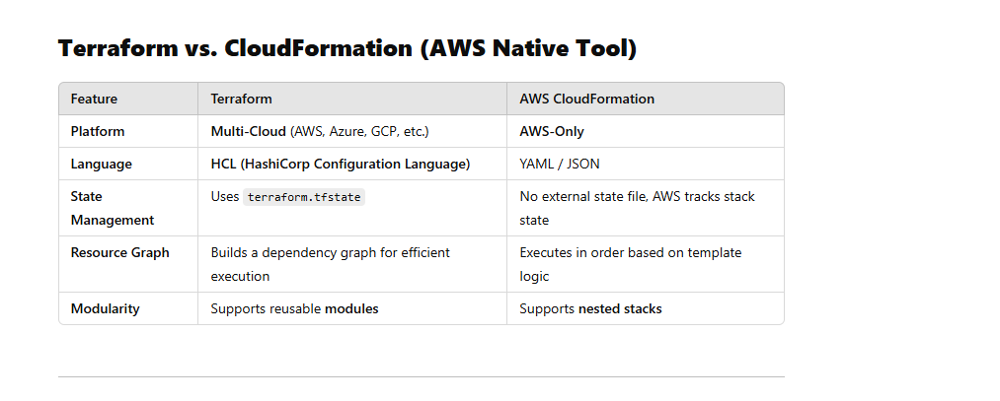 Terraform vs. CloudFormation (AWS Native Tool)
Feature Terraform AWS CloudFormation
Platform Multi-Cloud (AWS, Azure, GCP, etc.) AWS-Only
Language HCL (HashiCorp Configuration Language) YAML / JSON
State Uses terraform.tfstate No external state file, AWS tracks stack
Management state
Resource Graph Builds a dependency graph for efficient Executes in order based on template
execution logic
Modularity Supports reusable modules Supports nested stacks